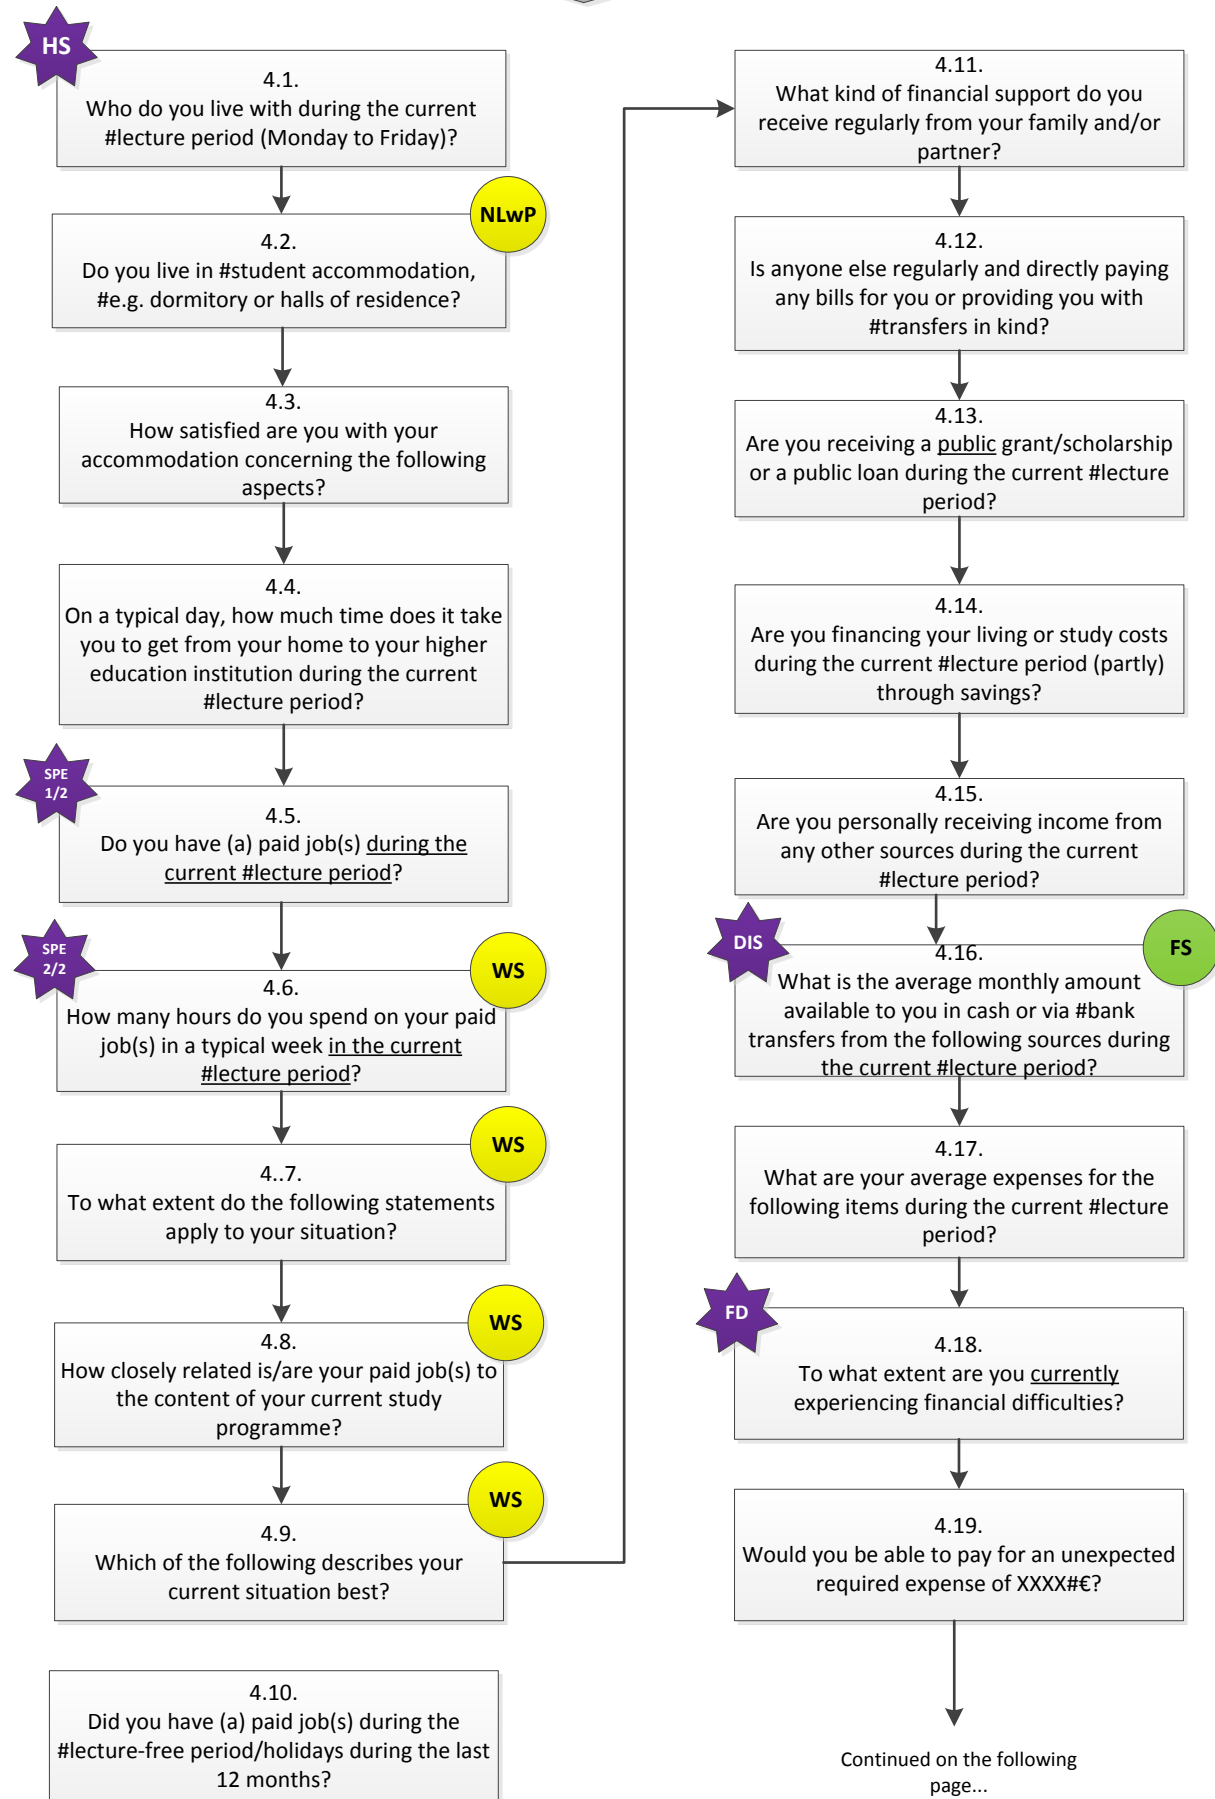 HS
4.1.
Who do you live with during the current
#lecture period (Monday to Friday)?
NLwP
4.2.
Do you live in #student accommodation,
#e.g. dormitory or halls of residence?
4.3.
How satisfied are you with your
accommodation concerning the following
aspects?
4.4.
On a typical day, how much time does it take
you to get from your home to your higher
education institution during the current
#lecture period?
SPE
1/2
4.5.
Do you have (a) paid job(s) during the
current #lecture period?
SPE
2/2
WS
4.6.
How many hours do you spend on your paid
job(s) in a typical week in the current
#lecture period?
WS
4..7.
To what extent do the following statements
apply to your situation?
WS
4.8.
How closely related is/are your paid job(s) to
the content of your current study
programme?
WS
4.9.
Which of the following describes your
current situation best?
4.10.
Did you have (a) paid job(s) during the
#lecture-free period/holidays during the last
12 months?
4.11.
What kind of financial support do you
receive regularly from your family and/or
partner?
4.12.
Is anyone else regularly and directly paying
any bills for you or providing you with
#transfers in kind?
4.13.
Are you receiving a public grant/scholarship
or a public loan during the current #lecture
period?
4.14.
Are you financing your living or study costs
during the current #lecture period (partly)
through savings?
4.15.
Are you personally receiving income from
any other sources during the current
#lecture period?
DIS
FS
4.16.
What is the average monthly amount
available to you in cash or via #bank
transfers from the following sources during
the current #lecture period?
4.17.
What are your average expenses for the
following items during the current #lecture
period?
FD
4.18.
To what extent are you currently
experiencing financial difficulties?
4.19.
Would you be able to pay for an unexpected
required expense of XXXX#€?
Continued on the following
page...